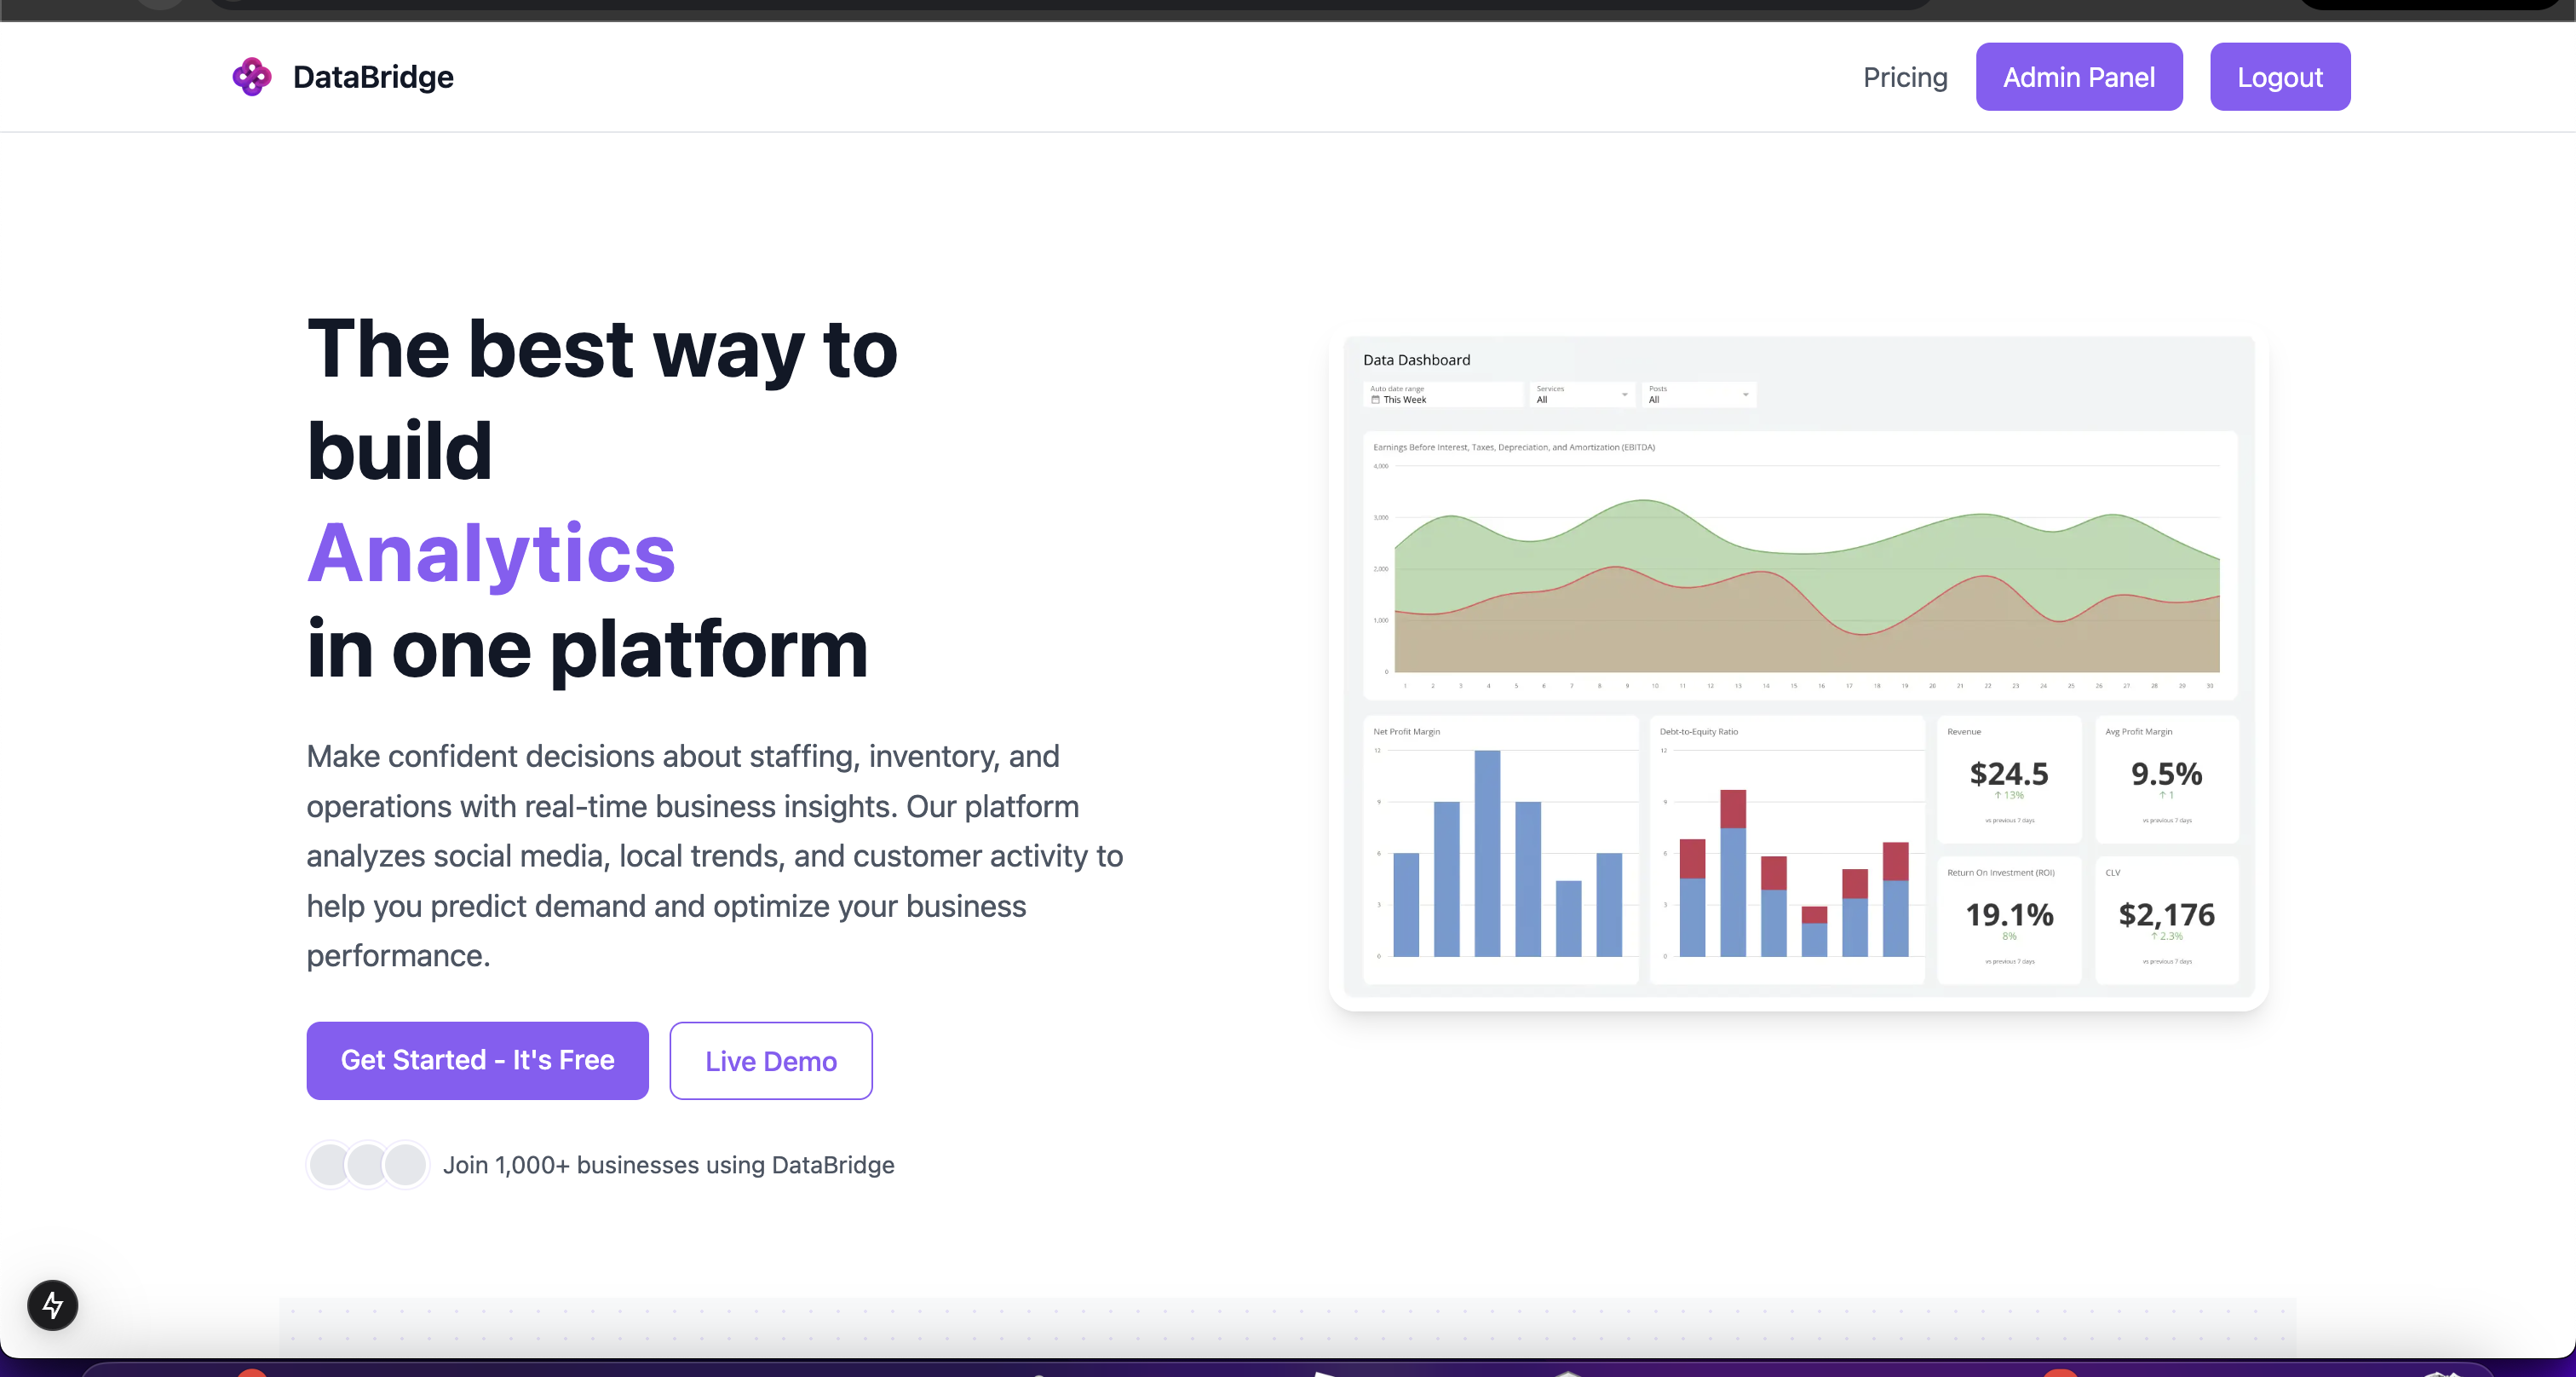 DataBridge
Pricing
Admin Panel
Logout
The best way to
build
Analytics
in one platform
Make confident decisions about staffing, inventory, and
operations with real-time business insights. Our platform
analyzes social media, local trends, and customer activity to
help you predict demand and optimize your business
performance.
Get Started - It's Free
Live Demo
Join 1,000+ businesses using DataBridge
Data Dashboard
Auto date range
This Week
Services
All
Posts
All
Earnings Before Interest, Taxes, Depreciation, and Amortization (EBITDA)
4,000
3,000
2,000
1,000
0
1 2 3 4 5 6 7 8 9 10 11 12 13 14 15 16 17 18 19 20 21 22 23 24 25 26 27 28 29 30
Net Profit Margin
12
9
6
3
0
Debt-to-Equity Ratio
12
9
6
3
0
Revenue
$24.5
↑ 13%
vs previous 7 days
Avg Profit Margin
9.5%
↑ 1
vs previous 7 days
Return On Investment (ROI)
19.1%
8%
vs previous 7 days
CLV
$2,176
↑ 2.3%
vs previous 7 days